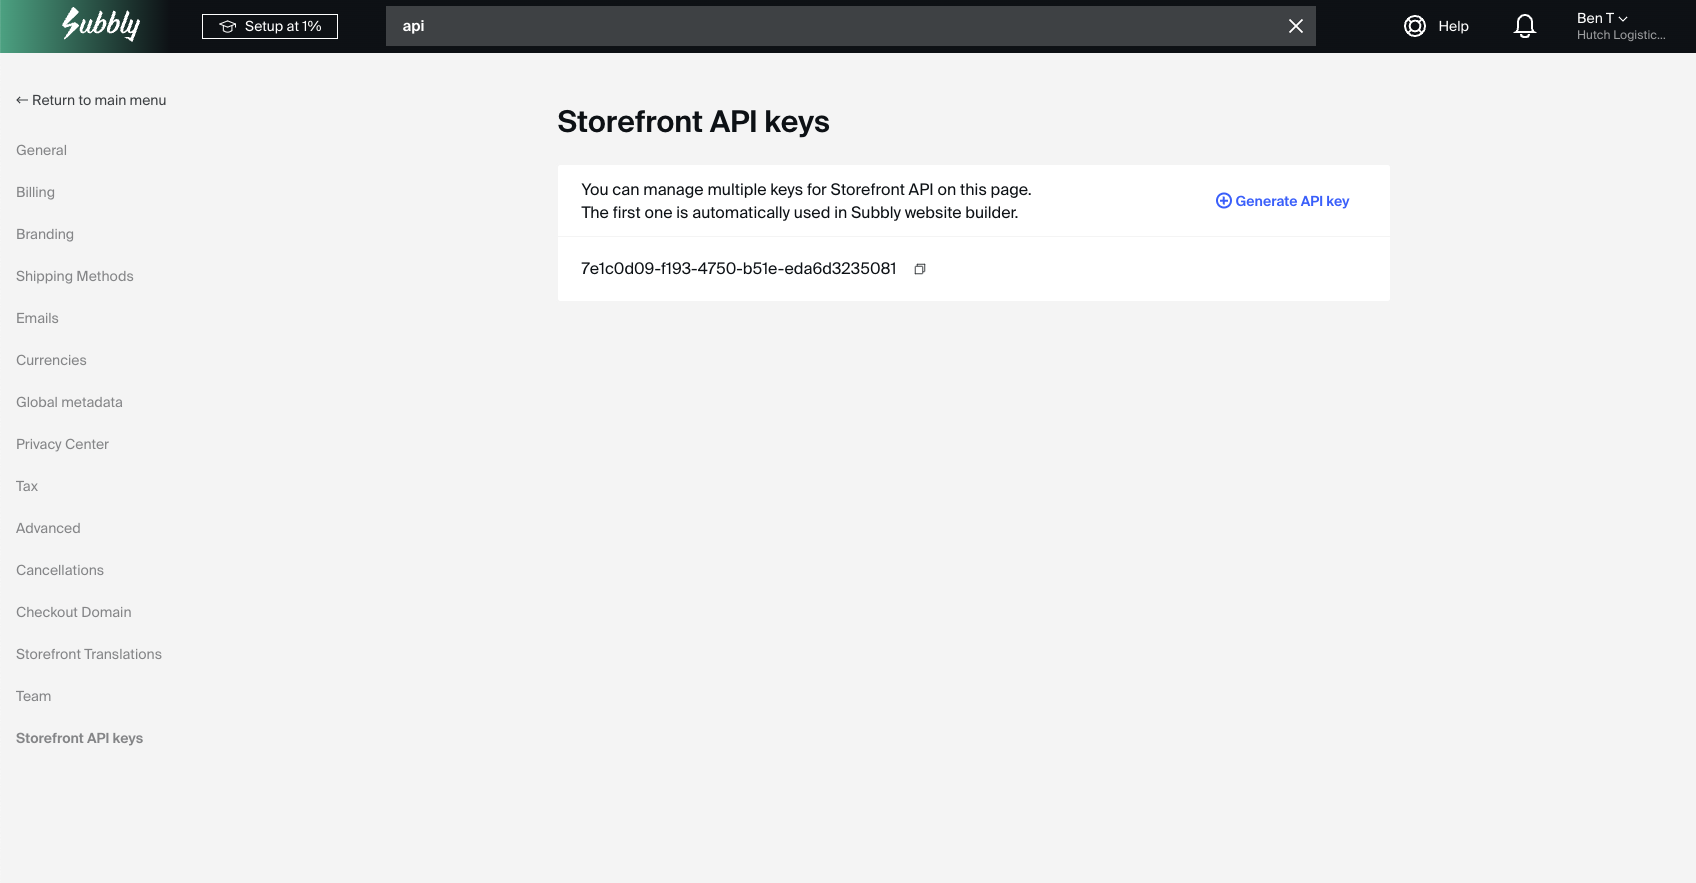 Subbly
Setup at 1%
api
Help
Ben T
Hutch Logistic...
← Return to main menu
General
Billing
Branding
Shipping Methods
Emails
Currencies
Global metadata
Privacy Center
Tax
Advanced
Cancellations
Checkout Domain
Storefront Translations
Team
Storefront API keys
Storefront API keys
You can manage multiple keys for Storefront API on this page.
The first one is automatically used in Subbly website builder.
Generate API key
7e1c0d09-f193-4750-b51e-eda6d3235081